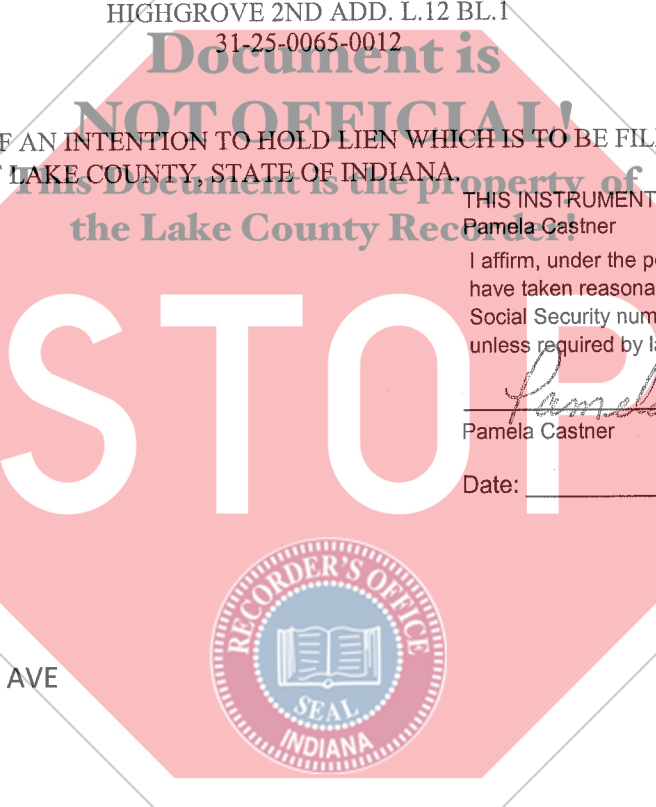 HIGHGROVE 2ND ADD. L.12 BL.1
31-25-0065-0012
Document is
NOT OFFICIAL!
F AN INTENTION TO HOLD LIEN WHICH IS TO BE FIL
LAKE COUNTY, STATE OF INDIANA.
This Document is the property of
the Lake County Recorder!
THIS INSTRUMENT
Pamela Castner
I affirm, under the pe
have taken reasona
Social Security num
unless required by la
Pamela
Pamela Castner
Date:
STOP
RECORDER'S OFFICE
SEAL
INDIANA
AVE